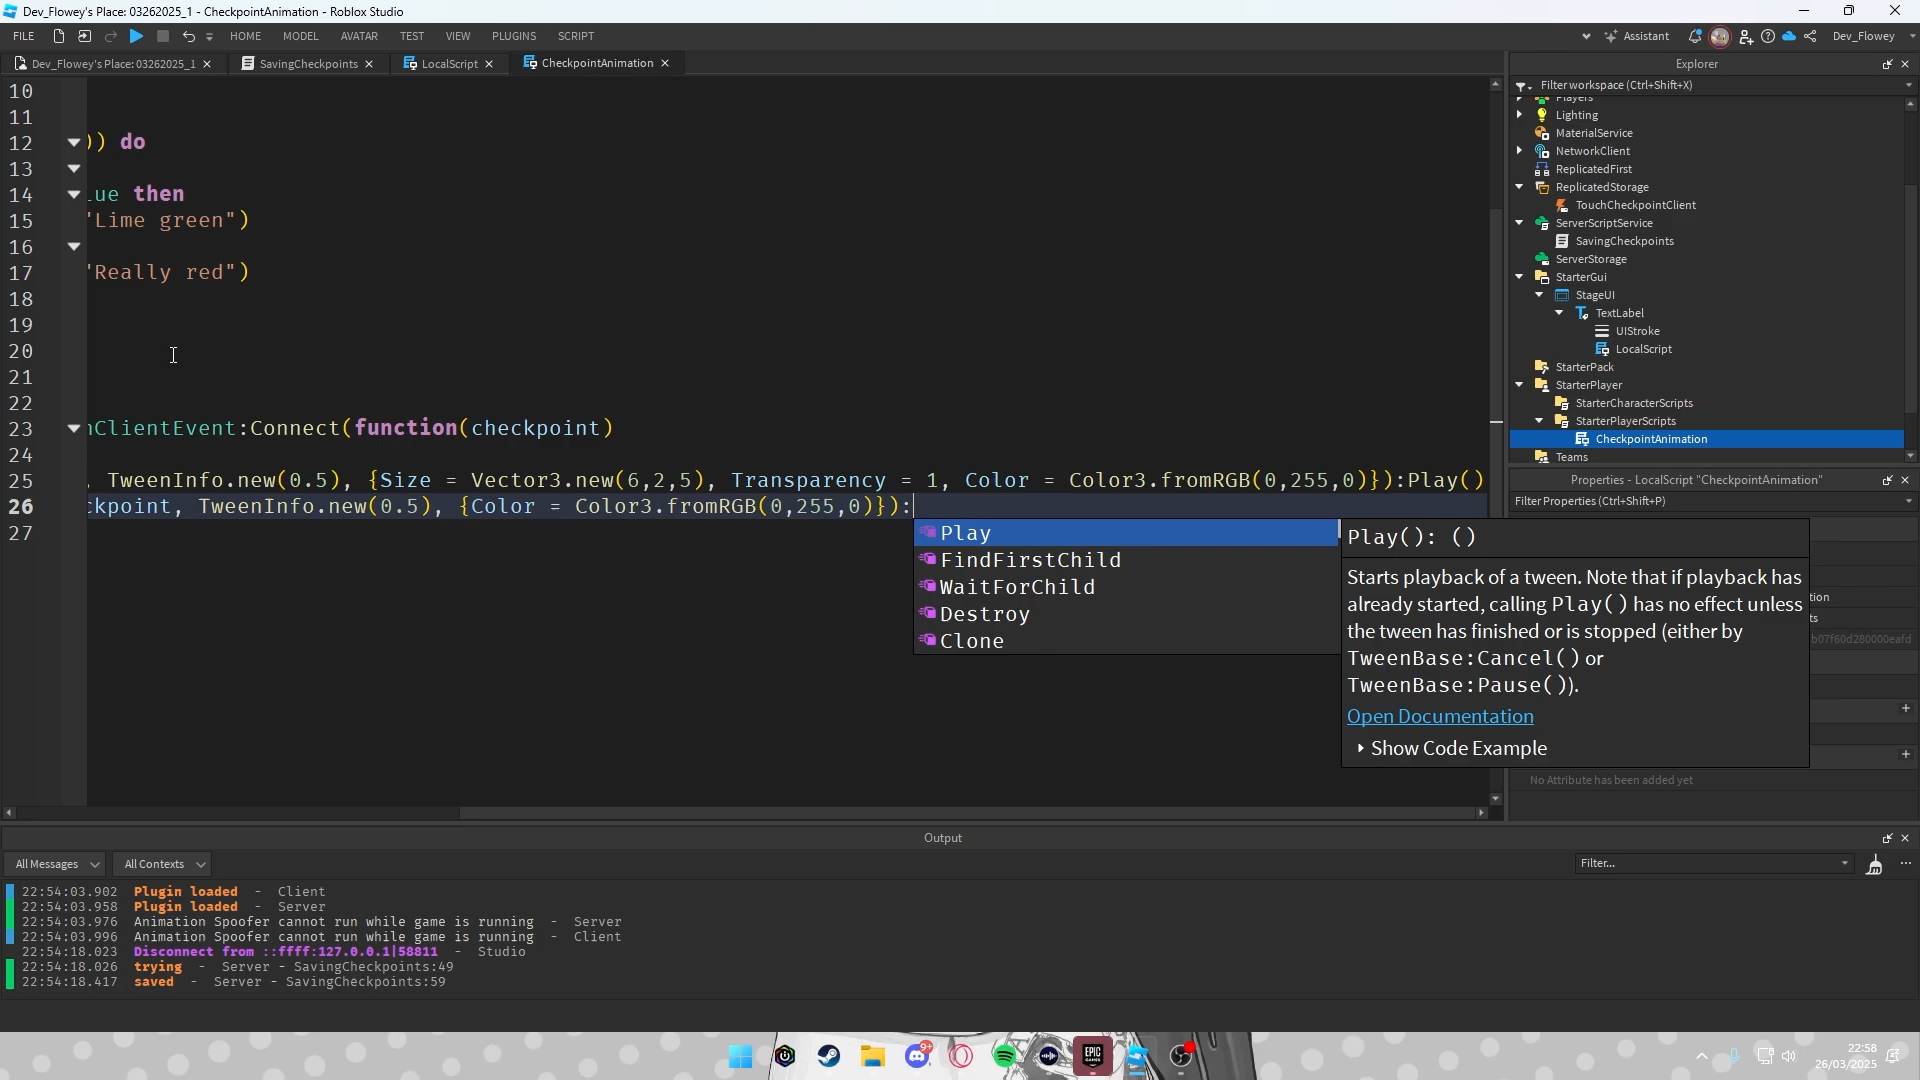 Dev_Flowey's Place: 03262025_1 - CheckpointAnimation - Roblox Studio
FILE HOME MODEL AVATAR TEST VIEW PLUGINS SCRIPT Assistant Dev_Flowey
Dev_Flowey's Place: 03262025_1 SavingCheckpoints LocalScript CheckpointAnimation
10
11
12 )) do
13
14 lue then
15 "Lime green")
16
17 "Really red")
18
19
20
21
22
23 nClientEvent:Connect(function(checkpoint)
24
25 , TweenInfo.new(0.5), {Size = Vector3.new(6,2,5), Transparency = 1, Color = Color3.fromRGB(0,255,0)}):Play()
26 ckpoint, TweenInfo.new(0.5), {Color = Color3.fromRGB(0,255,0)}):
27
Play
FindFirstChild
WaitForChild
Destroy
Clone
Play(): ()
Starts playback of a tween. Note that if playback has
already started, calling Play() has no effect unless
the tween has finished or is stopped (either by
TweenBase:Cancel() or
TweenBase:Pause()).
Open Documentation
Show Code Example
Explorer
Filter workspace (Ctrl+Shift+X)
Players
Lighting
MaterialService
NetworkClient
ReplicatedFirst
ReplicatedStorage
TouchCheckpointClient
ServerScriptService
SavingCheckpoints
ServerStorage
StarterGui
StageUI
TextLabel
UIStroke
LocalScript
StarterPack
StarterPlayer
StarterCharacterScripts
StarterPlayerScripts
CheckpointAnimation
Teams
Properties - LocalScript "CheckpointAnimation"
Filter Properties (Ctrl+Shift+P)
tion
ts
b07f60d280000eafd
No Attribute has been added yet
Output
All Messages All Contexts Filter...
22:54:03.902 Plugin loaded - Client
22:54:03.958 Plugin loaded - Server
22:54:03.976 Animation Spoofer cannot run while game is running - Server
22:54:03.996 Animation Spoofer cannot run while game is running - Client
22:54:18.023 Disconnect from ::ffff:127.0.0.1|58811 - Studio
22:54:18.026 trying - Server - SavingCheckpoints:49
22:54:18.417 saved - Server - SavingCheckpoints:59
9+
EPIC GAMES
22:58
26/03/2025